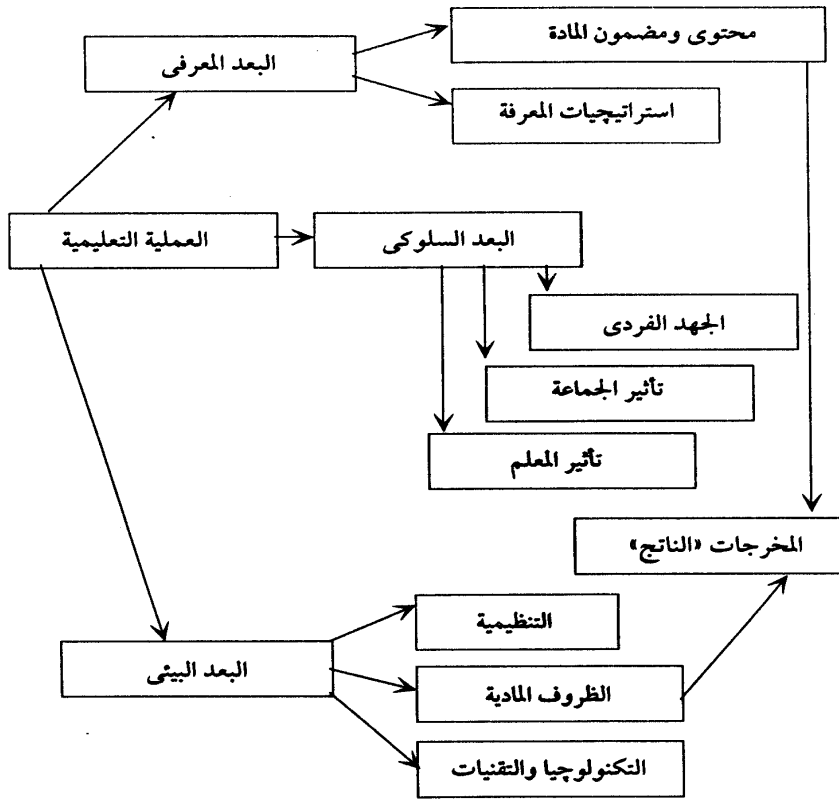 محتوى ومضمون المادة
البعد المعرفى
استراتيچيات المعرفة
العملية التعليمية
البعد السلوكى
الجهد الفردى
تأثير الجماعة
تأثير المعلم
المخرجات «الناتج»
التنظيمية
البعد البيئى
الظروف المادية
التكنولوجيا والتقنيات